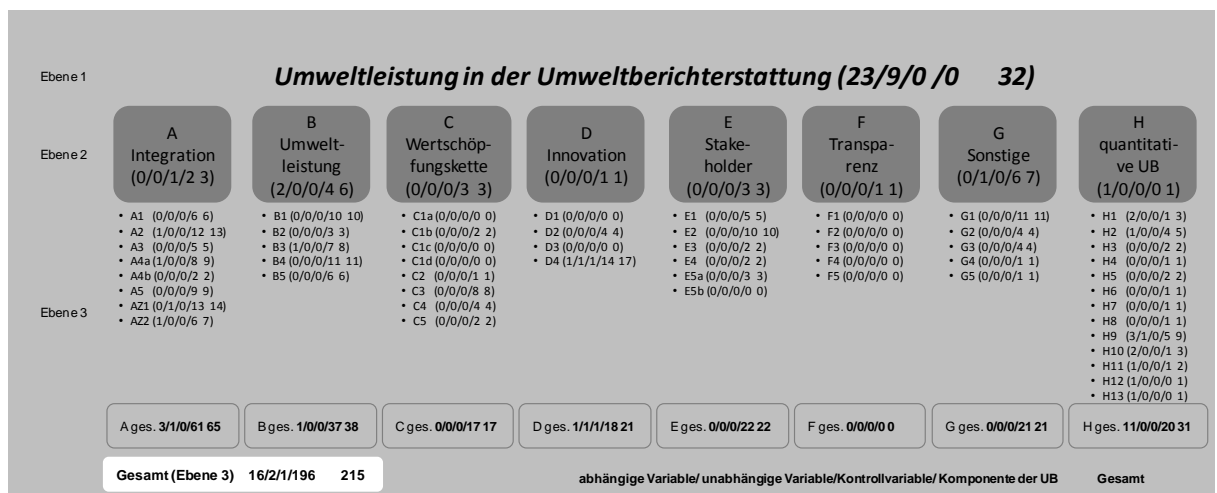 Ebene 1
Umweltleistung in der Umweltberichterstattung (23/9/0 /0 32)
Ebene 2
A
Integration
(0/0/1/2 3)
B
Umwelt-
leistung
(2/0/0/4 6)
C
Wertschöp-
fungskette
(0/0/0/3 3)
D
Innovation
(0/0/0/1 1)
E
Stake-
holder
(0/0/0/3 3)
F
Transpa-
renz
(0/0/0/1 1)
G
Sonstige
(0/1/0/6 7)
H
quantitati-
ve UB
(1/0/0/0 1)
Ebene 3
• A1 (0/0/0/6 6)
• A2 (1/0/0/12 13)
• A3 (0/0/0/5 5)
• A4a (1/0/0/8 9)
• A4b (0/0/0/2 2)
• A5 (0/0/0/9 9)
• AZ1 (0/1/0/13 14)
• AZ2 (1/0/0/6 7)
• B1 (0/0/0/10 10)
• B2 (0/0/0/3 3)
• B3 (1/0/0/7 8)
• B4 (0/0/0/11 11)
• B5 (0/0/0/6 6)
• C1a (0/0/0/0 0)
• C1b (0/0/0/2 2)
• C1c (0/0/0/0 0)
• C1d (0/0/0/0 0)
• C2 (0/0/0/1 1)
• C3 (0/0/0/8 8)
• C4 (0/0/0/4 4)
• C5 (0/0/0/2 2)
• D1 (0/0/0/0 0)
• D2 (0/0/0/4 4)
• D3 (0/0/0/0 0)
• D4 (1/1/1/14 17)
• E1 (0/0/0/5 5)
• E2 (0/0/0/10 10)
• E3 (0/0/0/2 2)
• E4 (0/0/0/2 2)
• E5a (0/0/0/3 3)
• E5b (0/0/0/0 0)
• F1 (0/0/0/0 0)
• F2 (0/0/0/0 0)
• F3 (0/0/0/0 0)
• F4 (0/0/0/0 0)
• F5 (0/0/0/0 0)
• G1 (0/0/0/11 11)
• G2 (0/0/0/4 4)
• G3 (0/0/0/4 4)
• G4 (0/0/0/1 1)
• G5 (0/0/0/1 1)
• H1 (2/0/0/1 3)
• H2 (1/0/0/4 5)
• H3 (0/0/0/2 2)
• H4 (0/0/0/1 1)
• H5 (0/0/0/2 2)
• H6 (0/0/0/1 1)
• H7 (0/0/0/1 1)
• H8 (0/0/0/1 1)
• H9 (3/1/0/5 9)
• H10 (2/0/0/1 3)
• H11 (1/0/0/1 2)
• H12 (1/0/0/0 1)
• H13 (1/0/0/0 1)
A ges. 3/1/0/61 65
B ges. 1/0/0/37 38
C ges. 0/0/0/17 17
D ges. 1/1/1/18 21
E ges. 0/0/0/22 22
F ges. 0/0/0/0 0
G ges. 0/0/0/21 21
H ges. 11/0/0/20 31
Gesamt (Ebene 3) 16/2/1/196 215
abhängige Variable/ unabhängige Variable/Kontrollvariable/ Komponente der UB Gesamt